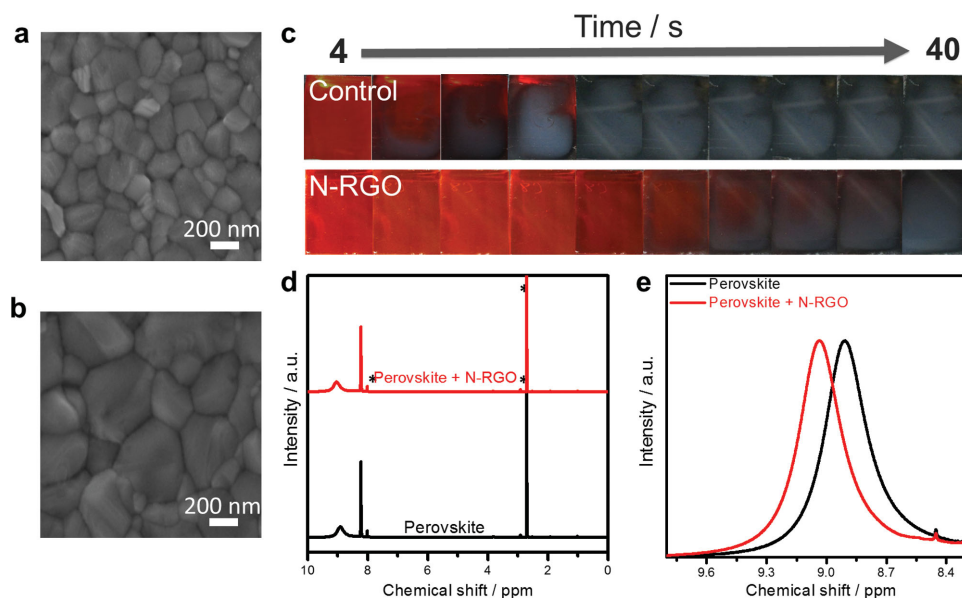 a
200 nm
b
200 nm
c
Time / s
4
40
Control
N-RGO
d
*
*
*
Perovskite + N-RGO
Perovskite
Intensity / a.u.
10
8
6
4
2
0
Chemical shift / ppm
e
Perovskite
Perovskite + N-RGO
Intensity / a.u.
9.6
9.3
9.0
8.7
8.4
Chemical shift / ppm